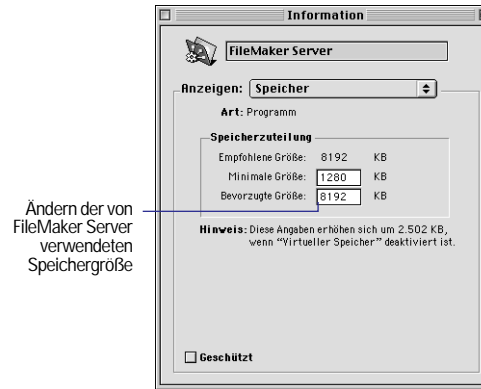 Information
FileMaker Server
Anzeigen: Speicher
Art: Programm
Speicherzuteilung
Empfohlene Größe: 8192 KB
Minimale Größe: 1280 KB
Bevorzugte Größe: 8192 KB
Hinweis: Diese Angaben erhöhen sich um 2.502 KB,
wenn “Virtueller Speicher” deaktiviert ist.
Ändern der von
FileMaker Server
verwendeten
Speichergröße
Geschützt